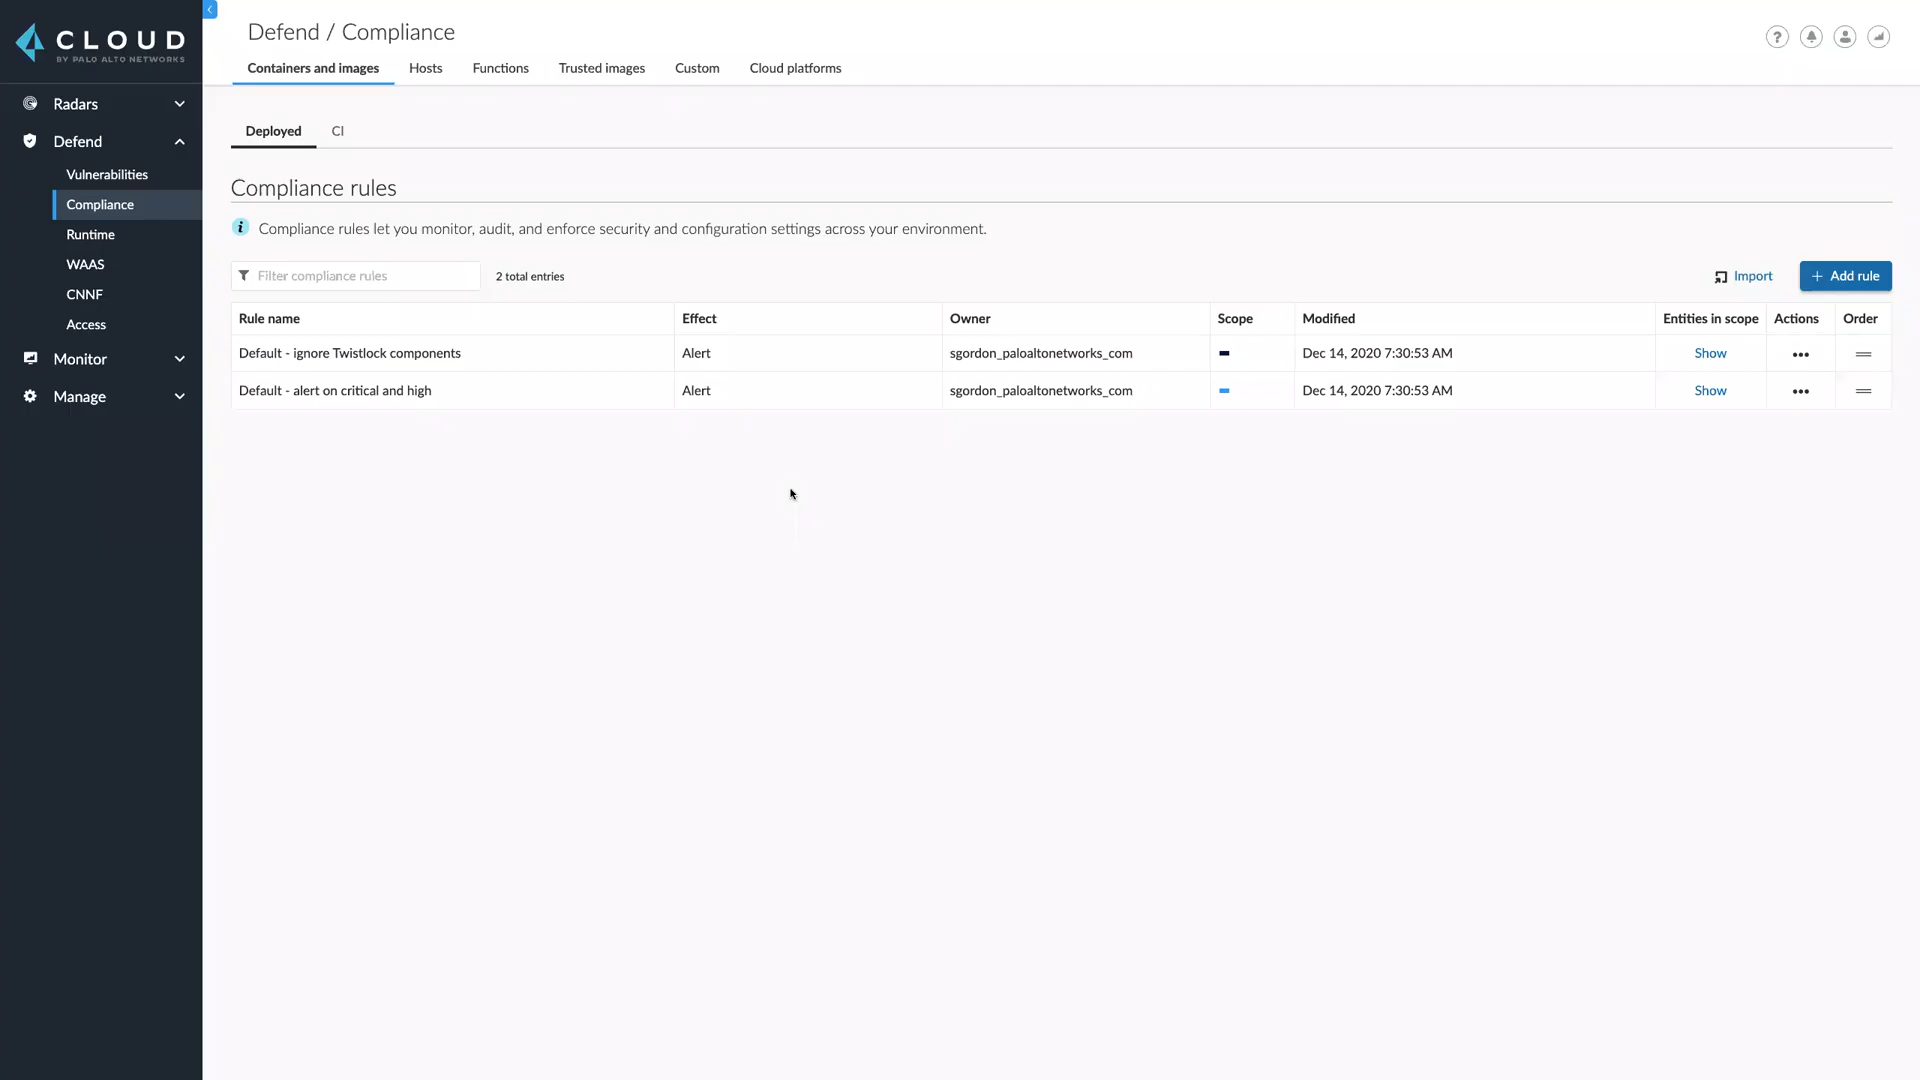 CLOUD
BY PALO ALTO NETWORKS
Radars
Defend
Vulnerabilities
Compliance
Runtime
WAAS
CNNF
Access
Monitor
Manage
Defend / Compliance
Containers and images Hosts Functions Trusted images Custom Cloud platforms
Deployed CI
Compliance rules
Compliance rules let you monitor, audit, and enforce security and configuration settings across your environment.
Filter compliance rules 2 total entries Import + Add rule
Rule name Effect Owner Scope Modified Entities in scope Actions Order
Default - ignore Twistlock components Alert sgordon_paloaltonetworks_com Dec 14, 2020 7:30:53 AM Show
Default - alert on critical and high Alert sgordon_paloaltonetworks_com Dec 14, 2020 7:30:53 AM Show